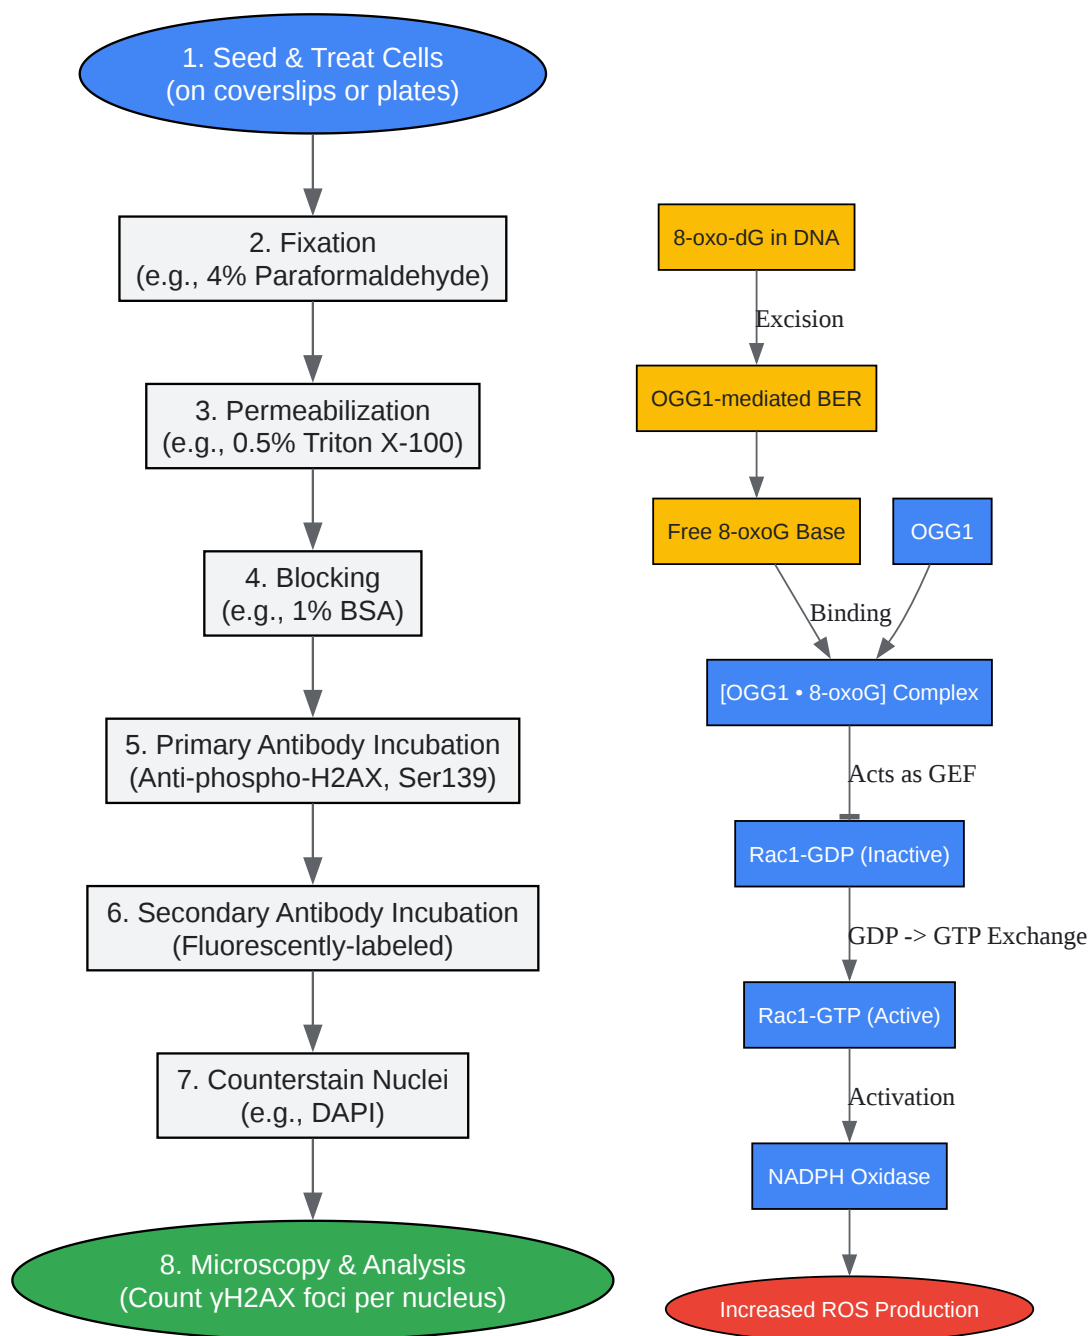 1. Seed & Treat Cells
(on coverslips or plates)
2. Fixation
(e.g., 4% Paraformaldehyde)
3. Permeabilization
(e.g., 0.5% Triton X-100)
4. Blocking
(e.g., 1% BSA)
5. Primary Antibody Incubation
(Anti-phospho-H2AX, Ser139)
6. Secondary Antibody Incubation
(Fluorescently-labeled)
7. Counterstain Nuclei
(e.g., DAPI)
8. Microscopy & Analysis
(Count γH2AX foci per nucleus)
8-oxo-dG in DNA
Excision
OGG1-mediated BER
Free 8-oxoG Base
OGG1
Binding
[OGG1 • 8-oxoG] Complex
Acts as GEF
Rac1-GDP (Inactive)
GDP -> GTP Exchange
Rac1-GTP (Active)
Activation
NADPH Oxidase
Increased ROS Production